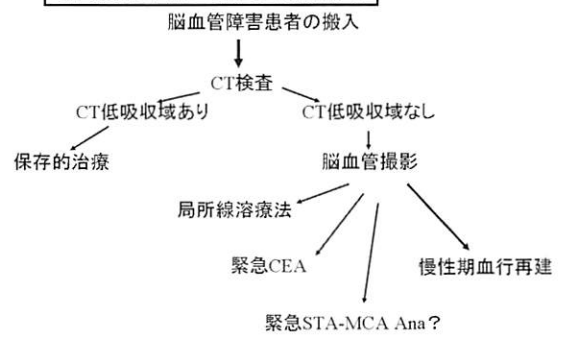 脳血管障害患者の搬入
CT検査
CT低吸収域あり
CT低吸収域なし
保存的治療
脳血管撮影
局所線溶療法
緊急CEA
慢性期血行再建
緊急STA-MCA Ana？